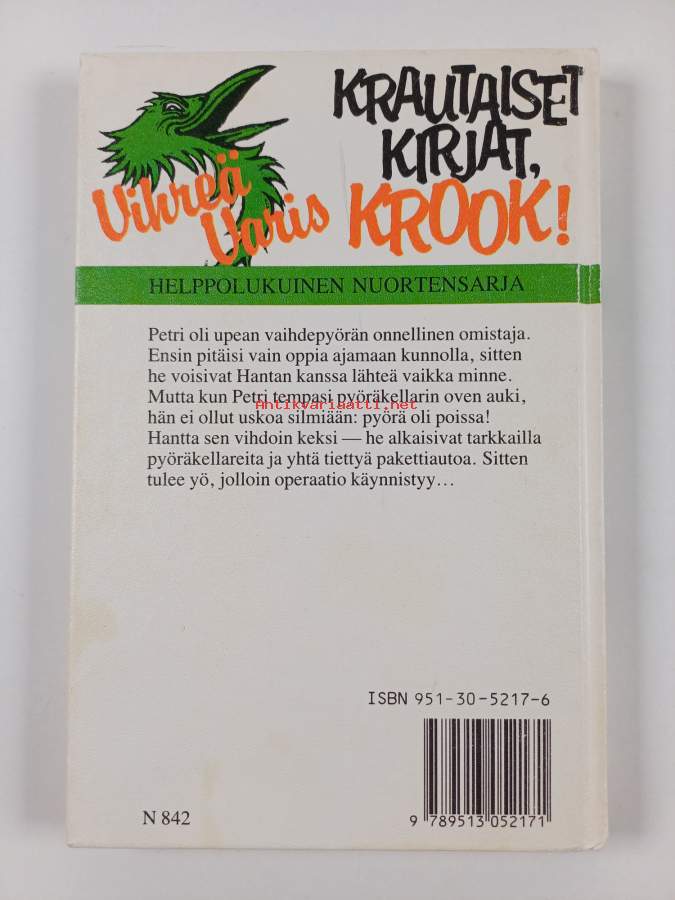 KRAUTAISET
KIRJAT,
Vihreä
Varis
KROOK!
HELPPOLUKUINEN NUORTENSARJA
Petri oli upean vaihdepyörän onnellinen omistaja.
Ensin pitäisi vain oppia ajamaan kunnolla, sitten
he voisivat Hantan kanssa lähteä vaikka minne.
Mutta kun Petri tempasi pyöräkellarin oven auki,
Antikvariaatti.net
hän ei ollut uskoa silmiään: pyörä oli poissa!
Hantta sen vihdoin keksi — he alkaisivat tarkkailla
pyöräkellareita ja yhtä tiettyä pakettiautoa. Sitten
tulee yö, jolloin operaatio käynnistyy...
ISBN 951-30-5217-6
N 842
9 789513 052171